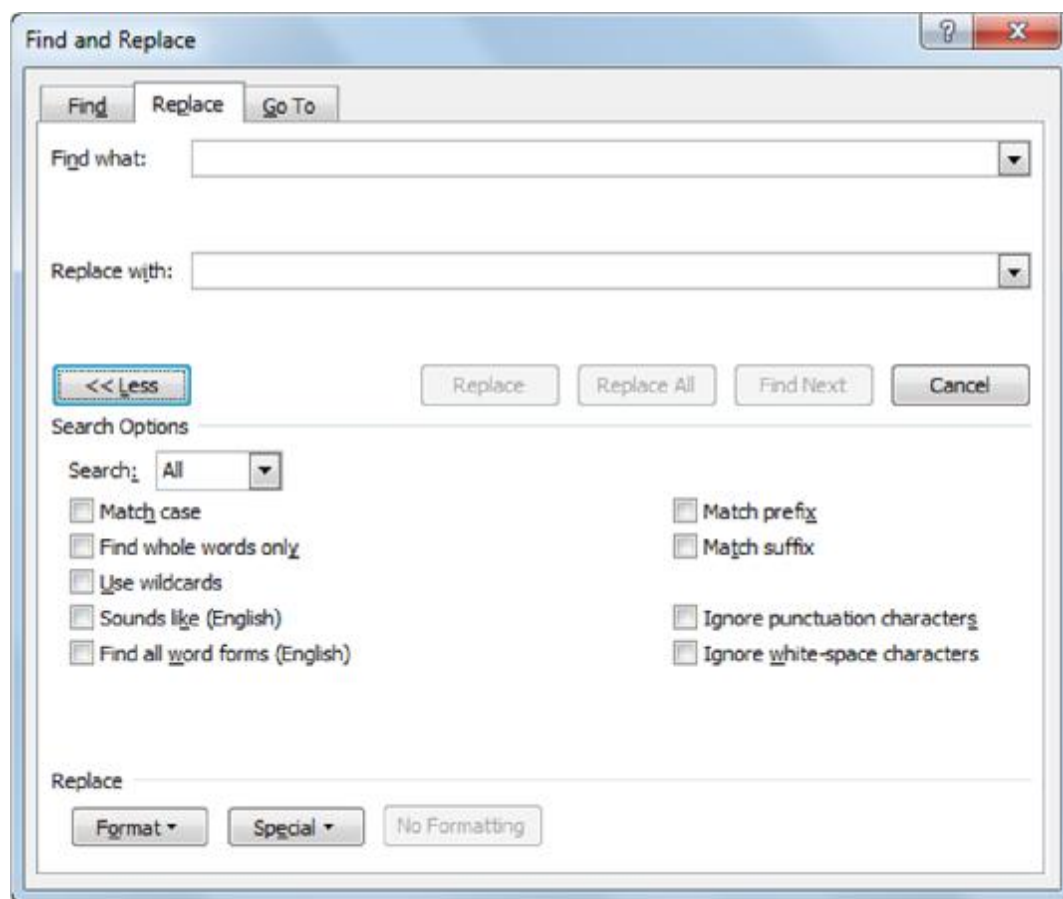 Find and Replace
Find Replace Go To
Find what:
Replace with:
<< Less Replace Replace All Find Next Cancel
Search Options
Search: All
Match case Match prefix
Find whole words only Match suffix
Use wildcards
Sounds like (English) Ignore punctuation characters
Find all word forms (English) Ignore white-space characters
Replace
Format Special No Formatting